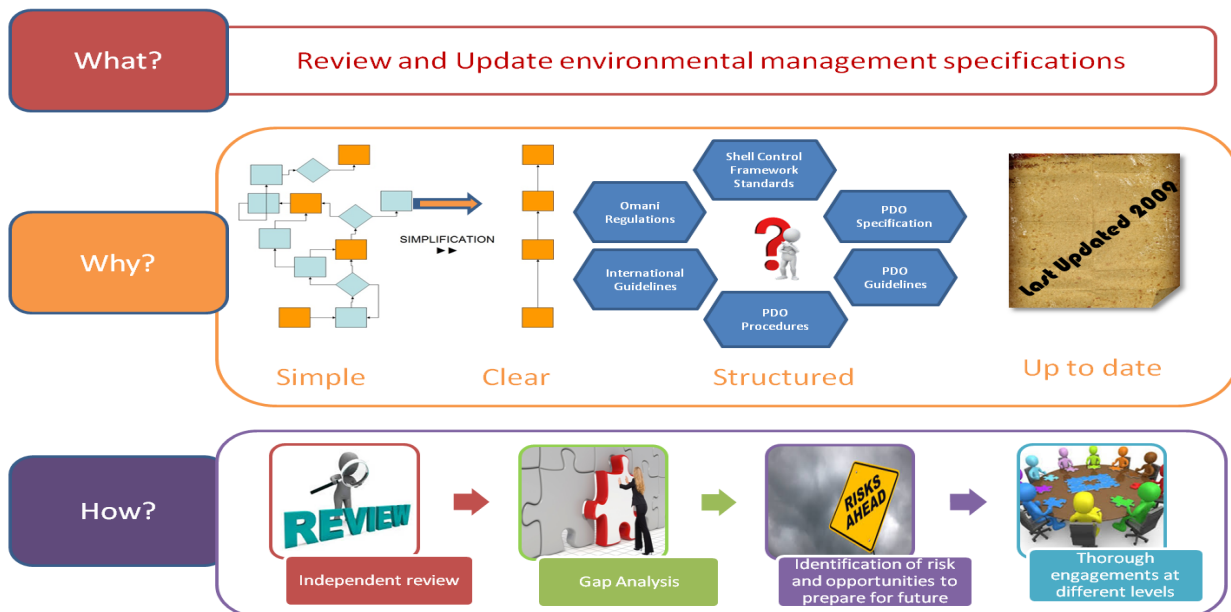 What?
Review and Update environmental management specifications
Why?
SIMPLIFICATION
Shell Control
Framework
Standards
Omani
Regulations
PDO
Specification
International
Guidelines
PDO
Guidelines
PDO
Procedures
Last Updated 2009
Simple
Clear
Structured
Up to date
How?
REVIEW
RISKS
AHEAD
Independent review
Gap Analysis
Identification of risk
and opportunities to
prepare for future
Thorough
engagements at
different levels